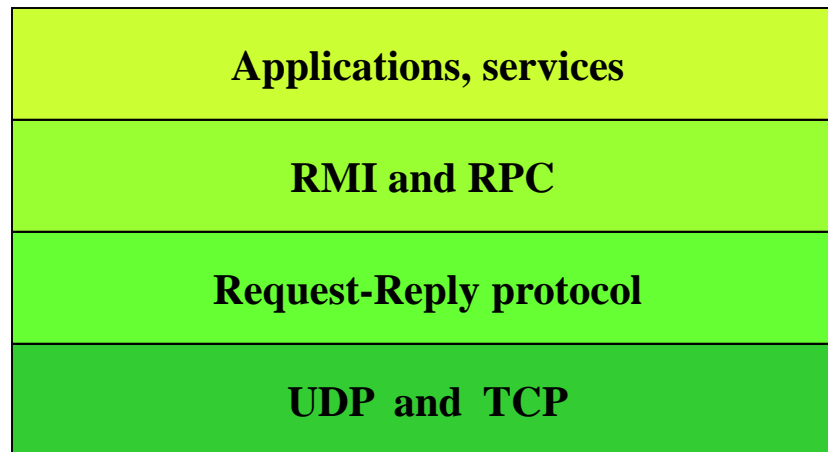 Applications, services
RMI and RPC
Request-Reply protocol
UDP and TCP